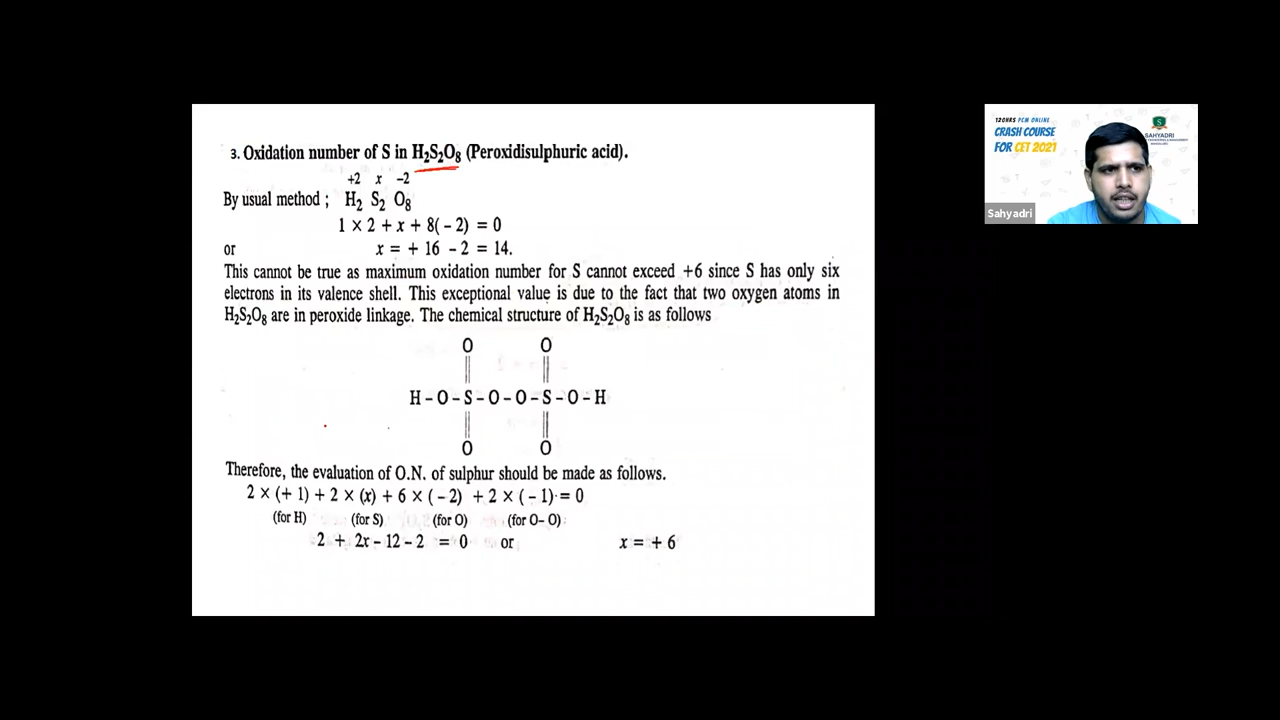 3. Oxidation number of S in H₂S₂O₈ (Peroxidisulphuric acid).
+2 x −2
By usual method ; H₂ S₂ O₈
1 × 2 + x + 8(− 2) = 0
or x = + 16 − 2 = 14.
This cannot be true as maximum oxidation number for S cannot exceed +6 since S has only six
electrons in its valence shell. This exceptional value is due to the fact that two oxygen atoms in
H₂S₂O₈ are in peroxide linkage. The chemical structure of H₂S₂O₈ is as follows
O O
H – O – S – O – O – S – O – H
O O
Therefore, the evaluation of O.N. of sulphur should be made as follows.
2 × (+ 1) + 2 × (x) + 6 × (− 2) + 2 × (− 1) = 0
(for H) (for S) (for O) (for O– O)
2 + 2x − 12 − 2 = 0 or x = + 6
120HRS PCM ONLINE
CRASH COURSE
FOR CET 2021
SAHYADRI
Sahyadri